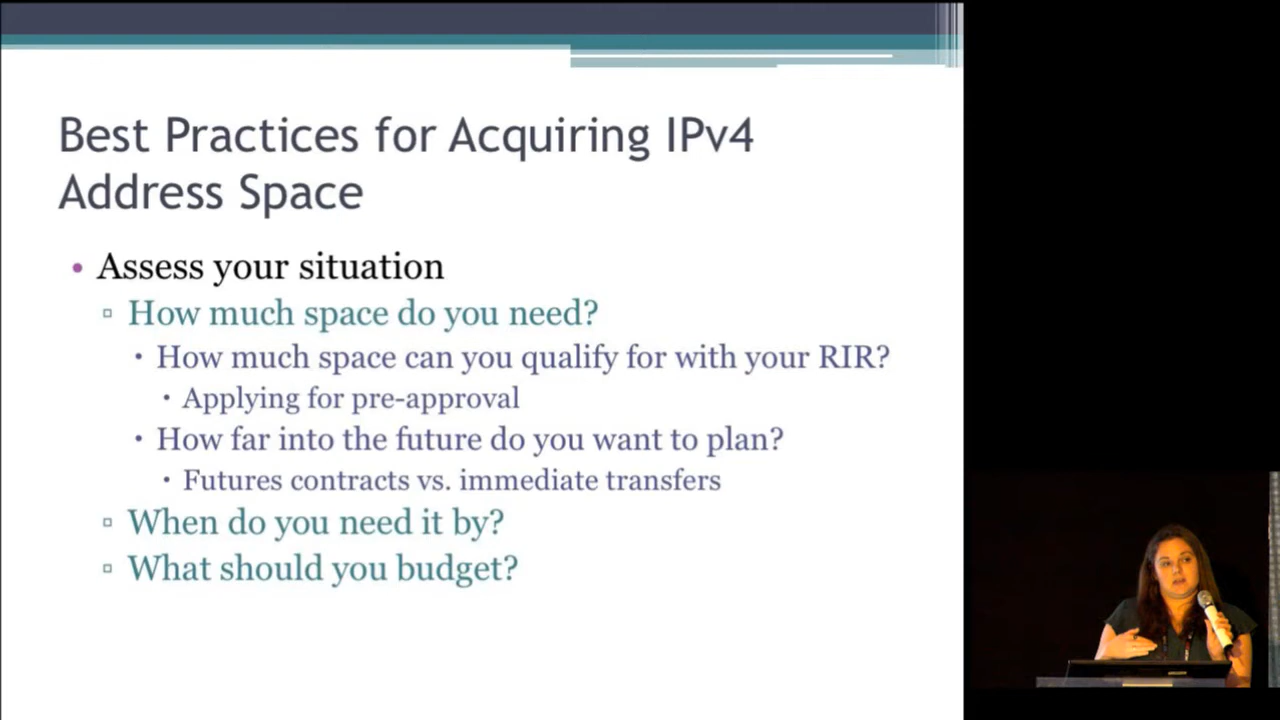 Best Practices for Acquiring IPv4
Address Space
• Assess your situation
▫ How much space do you need?
• How much space can you qualify for with your RIR?
• Applying for pre-approval
• How far into the future do you want to plan?
• Futures contracts vs. immediate transfers
▫ When do you need it by?
▫ What should you budget?